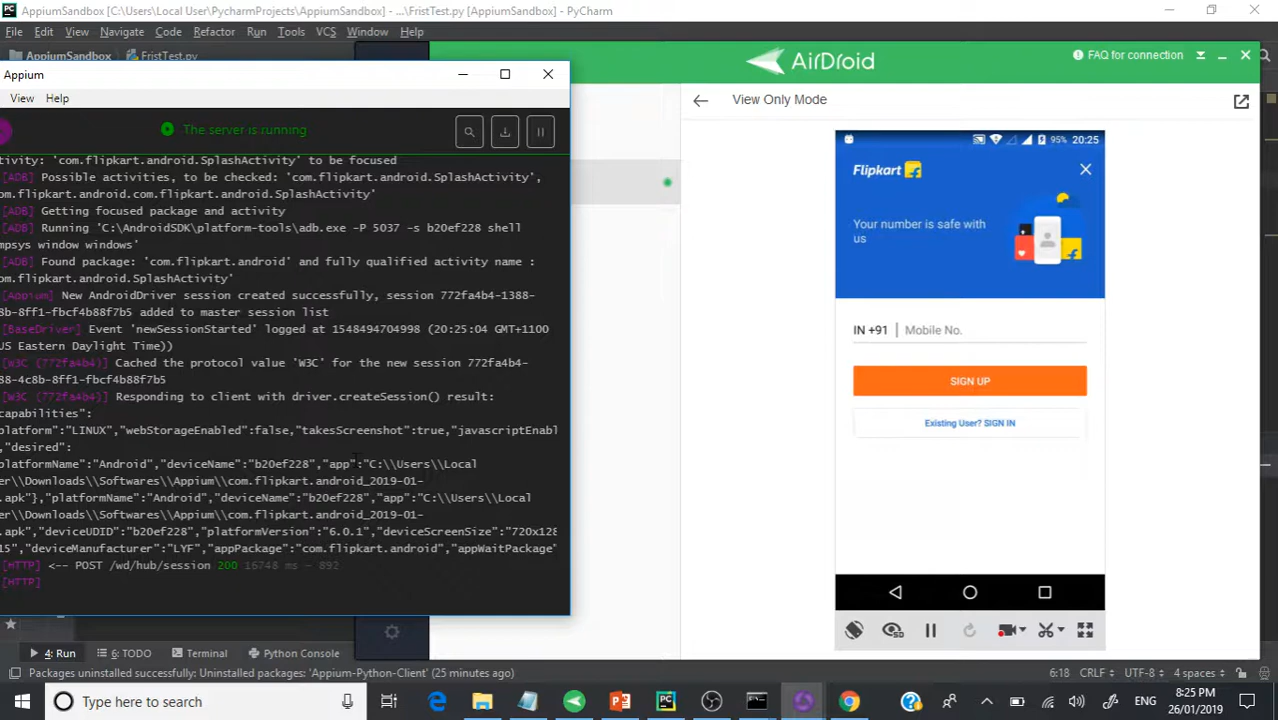 AppiumSandbox [C:\Users\Local User\PycharmProjects\AppiumSandbox] - ...\FristTest.py [AppiumSandbox] - PyCharm
File Edit View Navigate Code Refactor Run Tools VCS Window Help
AppiumSandbox FristTest.py
Appium
View Help
The server is running
tivity: 'com.flipkart.android.SplashActivity' to be focused
[ADB] Possible activities, to be checked: 'com.flipkart.android.SplashActivity',
om.flipkart.android.com.flipkart.android.SplashActivity'
[ADB] Getting focused package and activity
[ADB] Running 'C:\AndroidSDK\platform-tools\adb.exe -P 5037 -s b20ef228 shell
mpsys window windows'
[ADB] Found package: 'com.flipkart.android' and fully qualified activity name :
om.flipkart.android.SplashActivity'
[Appium] New AndroidDriver session created successfully, session 772fa4b4-1388-
8b-8ff1-fbcf4b88f7b5 added to master session list
[BaseDriver] Event 'newSessionStarted' logged at 1548494704998 (20:25:04 GMT+1100
US Eastern Daylight Time))
[W3C (772fa4b4)] Cached the protocol value 'W3C' for the new session 772fa4b4-
88-4c8b-8ff1-fbcf4b88f7b5
[W3C (772fa4b4)] Responding to client with driver.createSession() result:
capabilities":
platform":"LINUX","webStorageEnabled":false,"takesScreenshot":true,"javascriptEnabl
,"desired":
platformName":"Android","deviceName":"b20ef228","app":"C:\\Users\\Local
er\\Downloads\\Softwares\\Appium\\com.flipkart.android_2019-01-
.apk"},"platformName":"Android","deviceName":"b20ef228","app":"C:\\Users\\Local
er\\Downloads\\Softwares\\Appium\\com.flipkart.android_2019-01-
.apk","deviceUDID":"b20ef228","platformVersion":"6.0.1","deviceScreenSize":"720x128
15","deviceManufacturer":"LYF","appPackage":"com.flipkart.android","appWaitPackage"
[HTTP] <-- POST /wd/hub/session 200 16748 ms - 892
[HTTP]
AirDroid
FAQ for connection
View Only Mode
95% 20:25
Flipkart
Your number is safe with
us
IN +91 Mobile No.
SIGN UP
Existing User? SIGN IN
4: Run 6: TODO Terminal Python Console
Packages uninstalled successfully: Uninstalled packages: 'Appium-Python-Client' (25 minutes ago)
6:18 CRLF UTF-8 4 spaces
Type here to search
ENG
8:25 PM
26/01/2019